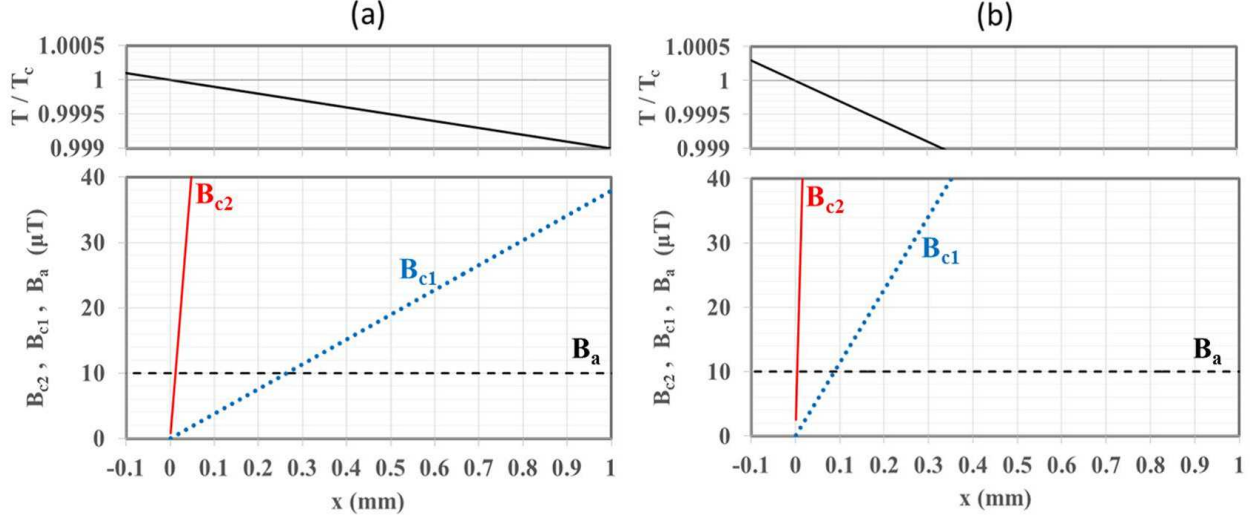 (a)
1.0005
1
0.9995
0.999
T / Tc
40
30
20
10
0
Bc2 , Bc1 , Ba (μT)
Bc2
Bc1
Ba
-0.1 0 0.1 0.2 0.3 0.4 0.5 0.6 0.7 0.8 0.9 1
x (mm)
(b)
1.0005
1
0.9995
0.999
T / Tc
40
30
20
10
0
Bc2 , Bc1 , Ba (μT)
Bc2
Bc1
Ba
-0.1 0 0.1 0.2 0.3 0.4 0.5 0.6 0.7 0.8 0.9 1
x (mm)